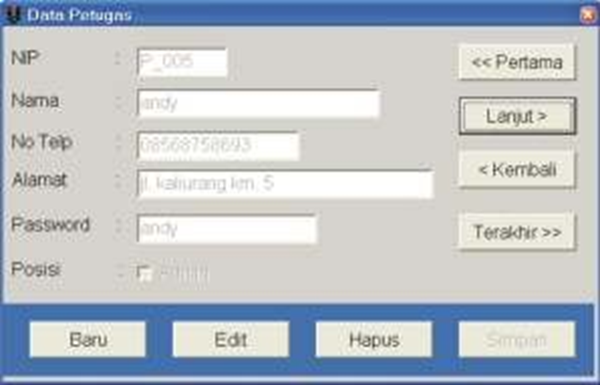 Data Petugas
NIP : P_005
<< Pertama
Nama : andy
Lanjut >
No Telp : 08568758693
< Kembali
Alamat : jl. kaliurang km. 5
Password : andy
Terakhir >>
Posisi :
Baru Edit Hapus Simpan